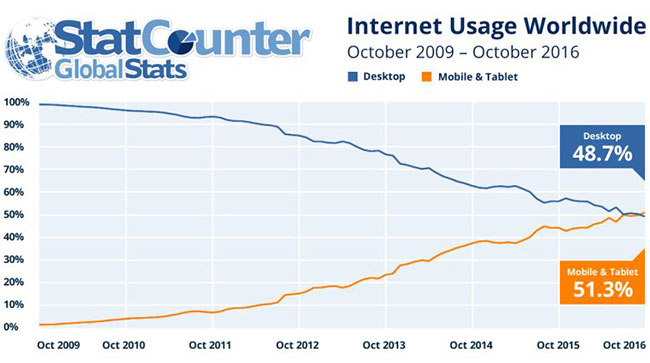 StatCounter
GlobalStats
Internet Usage Worldwide
October 2009 – October 2016
Desktop
Mobile & Tablet
100%
90%
80%
70%
60%
50%
40%
30%
20%
10%
0%
Desktop
48.7%
Mobile & Tablet
51.3%
Oct 2009
Oct 2010
Oct 2011
Oct 2012
Oct 2013
Oct 2014
Oct 2015
Oct 2016